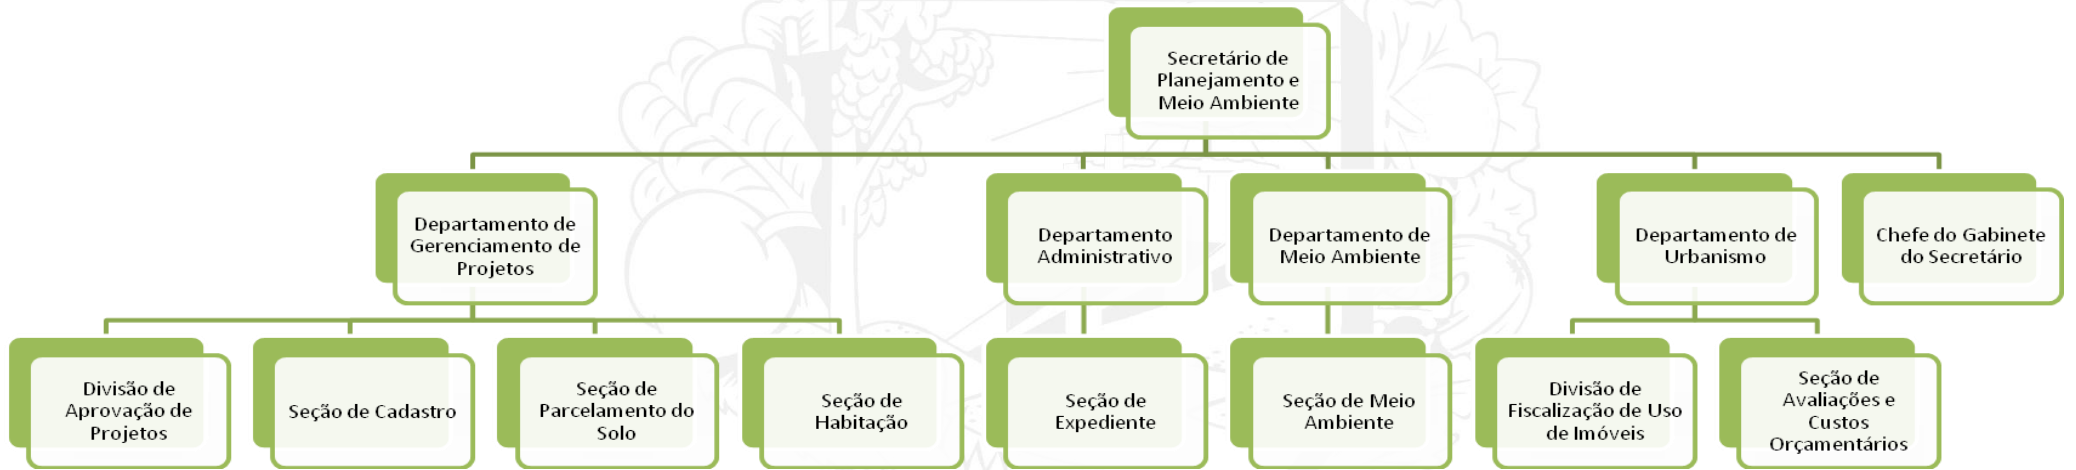 Secretário de
Planejamento e
Meio Ambiente
Departamento de
Gerenciamento de
Projetos
Departamento
Administrativo
Departamento de
Meio Ambiente
Departamento de
Urbanismo
Chefe do Gabinete
do Secretário
Divisão de
Aprovação de
Projetos
Seção de Cadastro
Seção de
Parcelamento do
Solo
Seção de
Habitação
Seção de
Expediente
Seção de Meio
Ambiente
Divisão de
Fiscalização de Uso
de Imóveis
Seção de
Avaliações e
Custos
Orçamentários